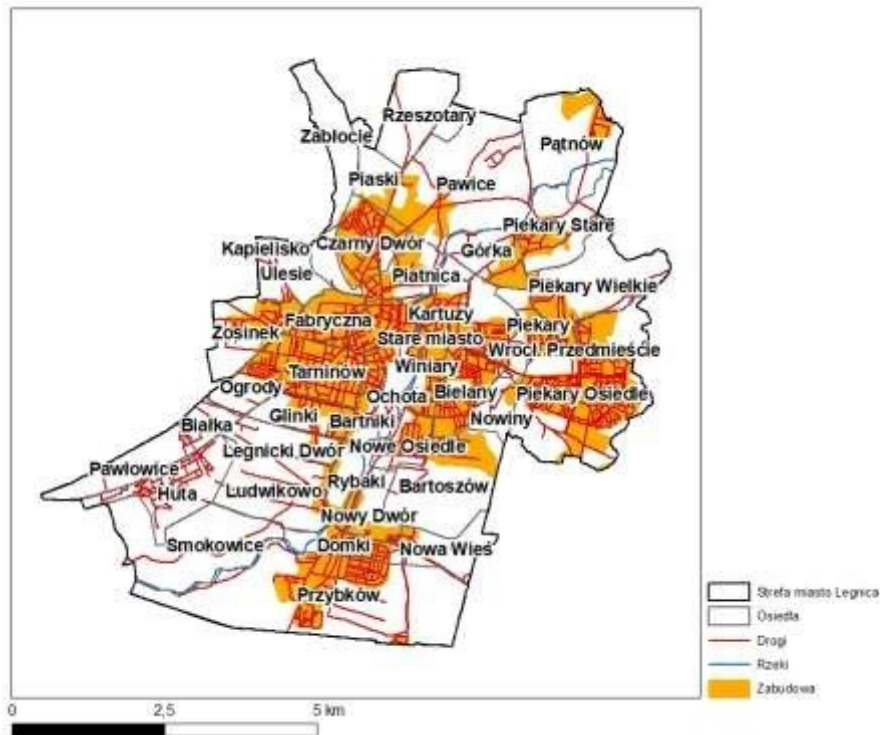 Rzeszotary
Zabłocie
Pątnów
Piaski
Pawice
Piekary Stare
Kapielisko
Czarny Dwór
Górka
Ulesie
Piatnica
Piekary Wielkie
Kartuzy
Fabryczna
Piekary
Zosinek
Stare miasto
Wrocł. Przedmieście
Winiary
Tarninów
Ogrody
Ochota
Bielany
Piekary Osiedle
Glinki
Bartniki
Nowiny
Białka
Legnicki Dwór
Nowe Osiedle
Pawłowice
Rybaki
Huta
Ludwikowo
Bartoszów
Nowy Dwór
Smokowice
Domki
Nowa Wieś
Przybków
Strefa miasto Legnica
Osiedla
Drogi
Rzeki
Zabudowa
0 2,5 5 km